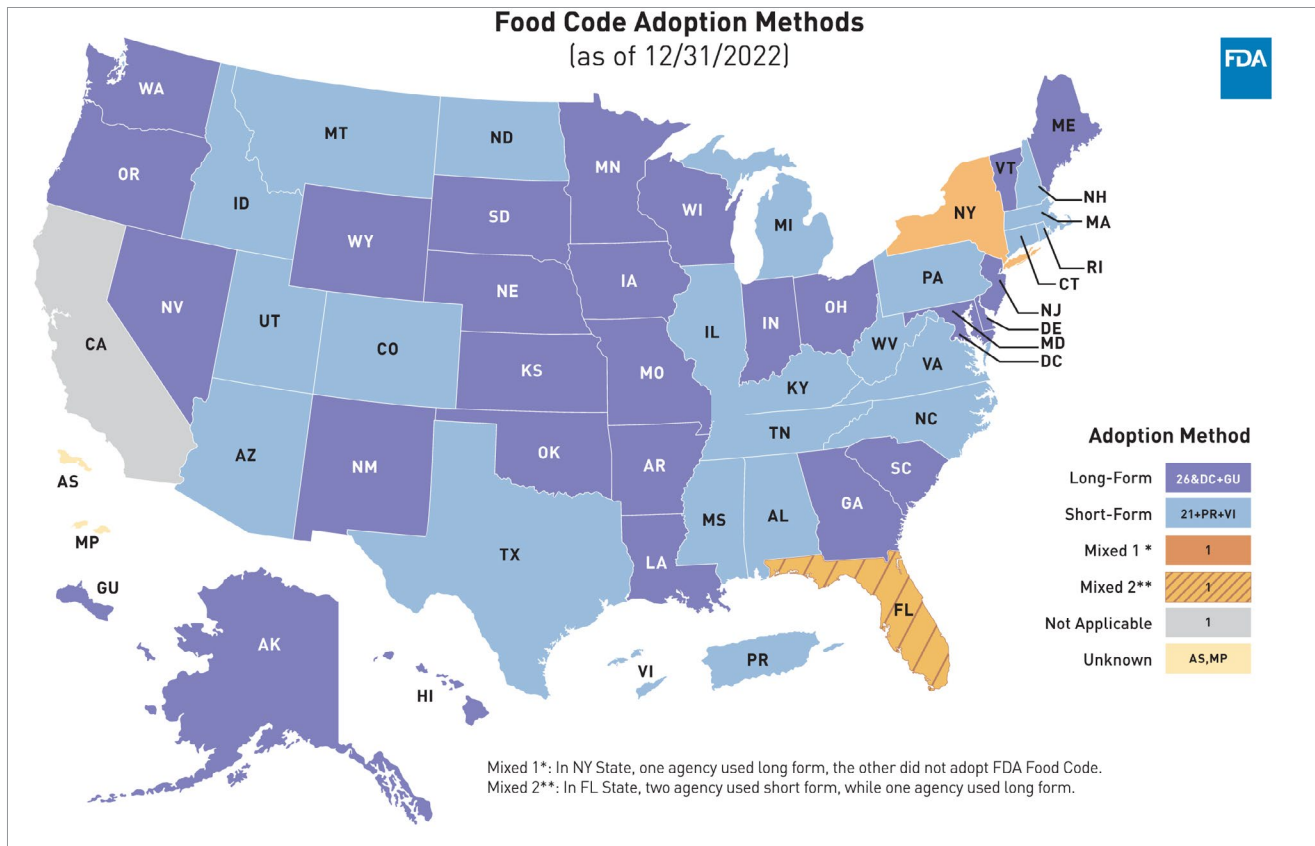 Food Code Adoption Methods
(as of 12/31/2022)
FDA
WA
MT
ND
MN
ME
OR
ID
SD
WI
VT
NH
WY
MI
NY
MA
RI
CT
NV
UT
NE
IA
PA
NJ
DE
MD
DC
CA
CO
KS
MO
IL
IN
OH
WV
VA
KY
NC
TN
AZ
NM
OK
AR
SC
MS
AL
GA
AS
MP
GU
TX
LA
FL
AK
HI
VI
PR
Adoption Method
Long-Form 26&DC+GU
Short-Form 21+PR+VI
Mixed 1 * 1
Mixed 2** 1
Not Applicable 1
Unknown AS,MP
Mixed 1*: In NY State, one agency used long form, the other did not adopt FDA Food Code.
Mixed 2**: In FL State, two agency used short form, while one agency used long form.